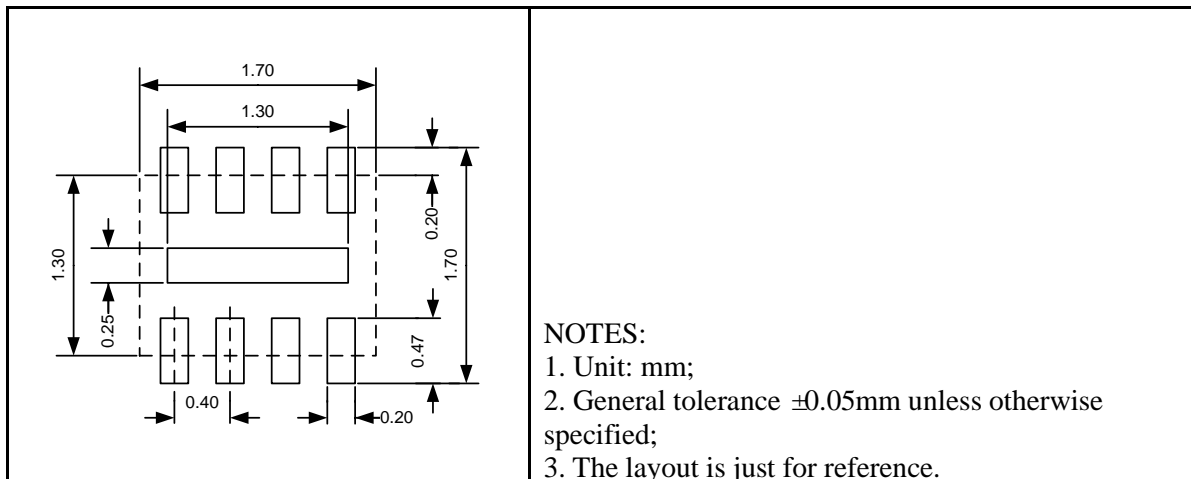 1.70
1.30
0.20
1.30
1.70
0.25
0.47
0.40
0.20
NOTES:
1. Unit: mm;
2. General tolerance ±0.05mm unless otherwise
specified;
3. The layout is just for reference.